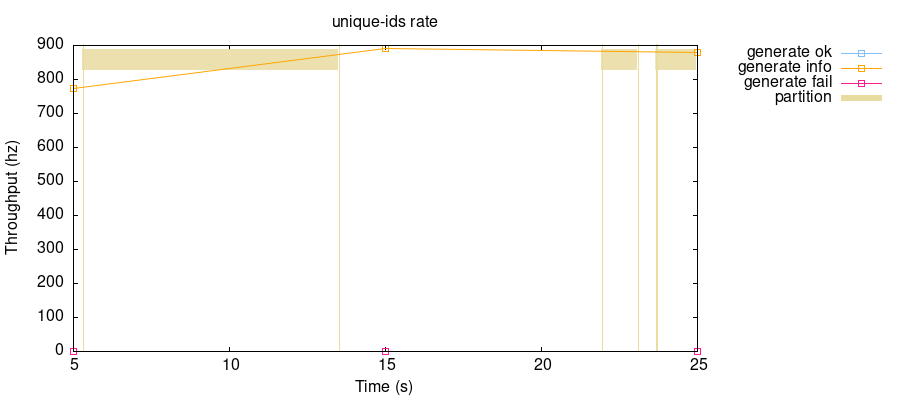 unique-ids rate
900
800
700
600
500
400
300
200
100
0
Throughput (hz)
5
10
15
20
25
Time (s)
generate ok
generate info
generate fail
partition